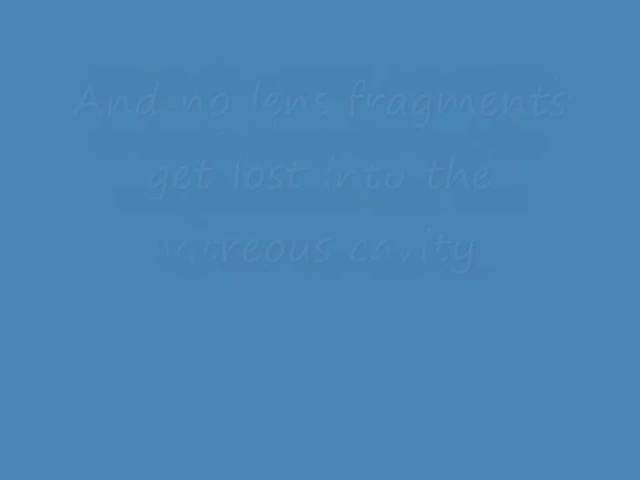 And no lens fragments
get lost into the
vitreous cavity